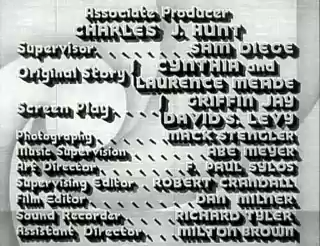 Associate Producer
CHARLES J. HUNT
Supervisor. SAM DIEGE
Original Story CYNTHIA and
LAURENCE MEADE
Screen Play. GRIFFIN JAY
DAVID S. LEVY
Photography MACK STENGLER
Music Supervision ABE MEYER
Art Director F. PAUL SYLOS
Supervising Editor ROBERT CRANDALL
Film Editor DAN MILNER
Sound Recorder RICHARD TYLER
Assistant Director MILTON BROWN